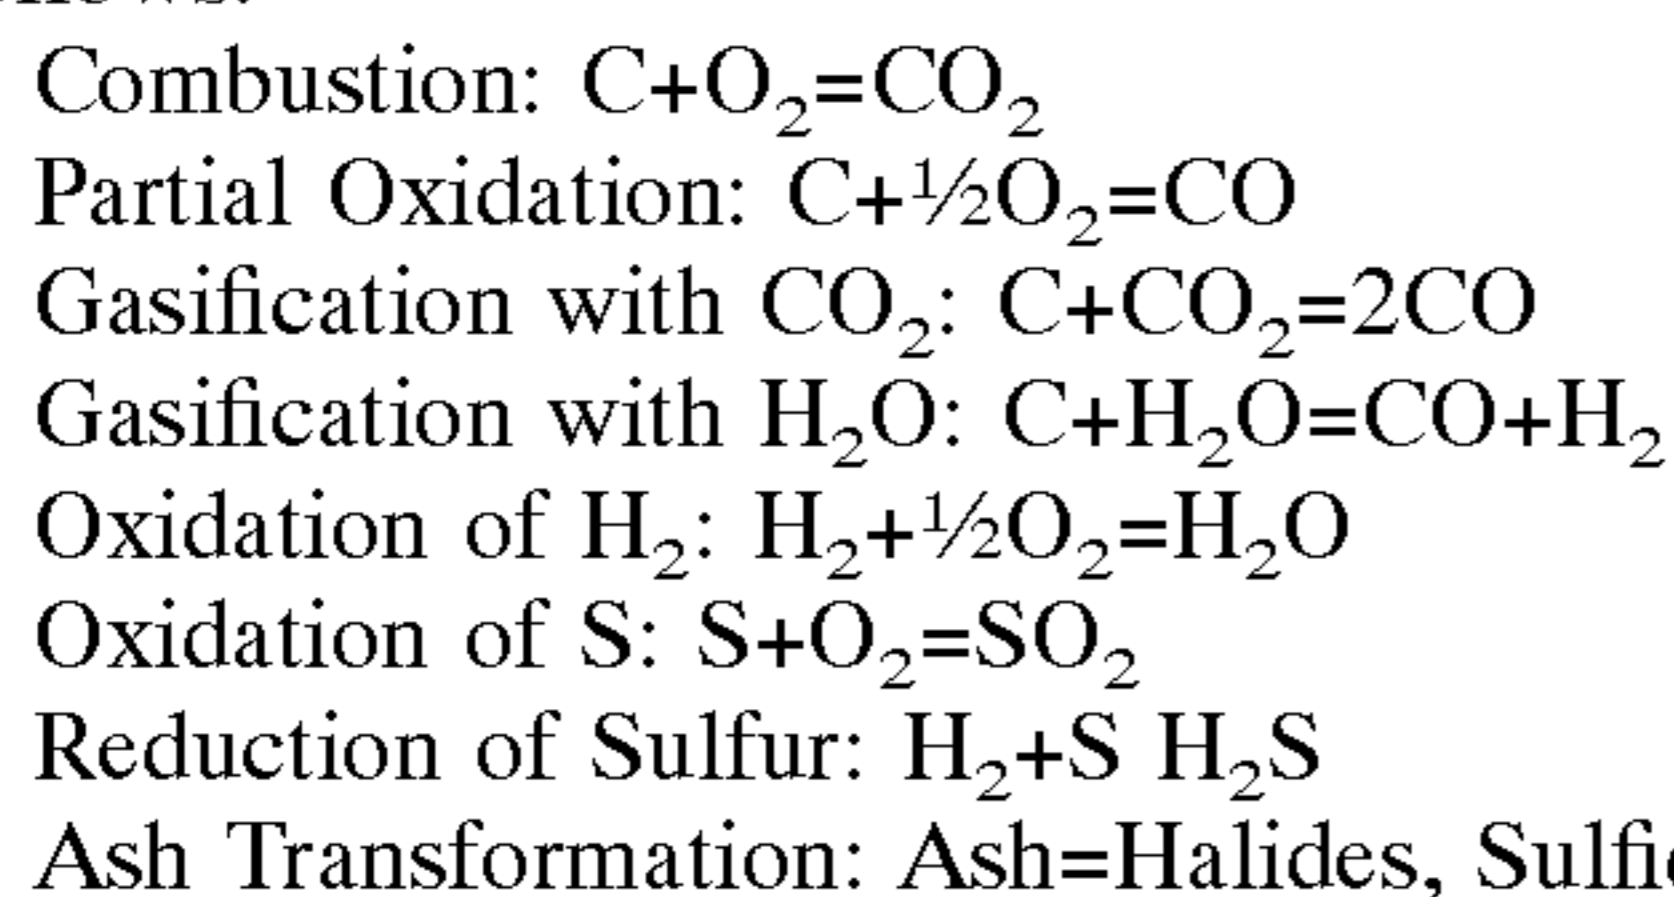 Combustion: C+O₂=CO₂
Partial Oxidation: C+½O₂=CO
Gasification with CO₂: C+CO₂=2CO
Gasification with H₂O: C+H₂O=CO+H₂
Oxidation of H₂: H₂+½O₂=H₂O
Oxidation of S: S+O₂=SO₂
Reduction of Sulfur: H₂+S H₂S
Ash Transformation: Ash=Halides,